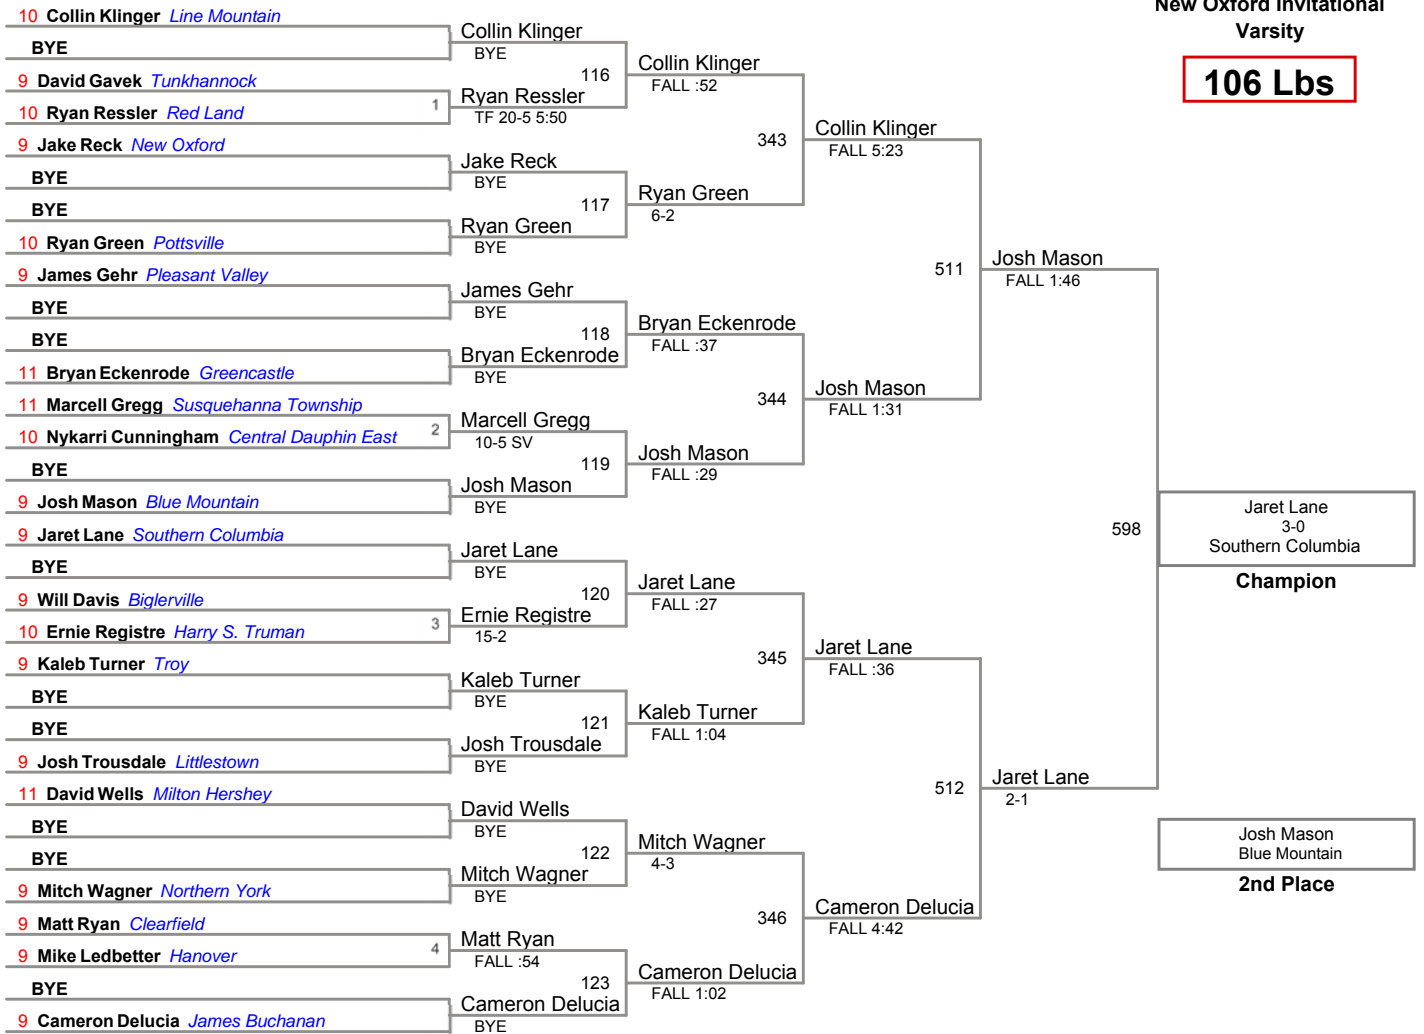 New Oxford Invitational
Varsity
106 Lbs
10 Collin Klinger Line Mountain
BYE
9 David Gavek Tunkhannock
1
10 Ryan Ressler Red Land
9 Jake Reck New Oxford
BYE
BYE
10 Ryan Green Pottsville
9 James Gehr Pleasant Valley
BYE
BYE
11 Bryan Eckenrode Greencastle
11 Marcell Gregg Susquehanna Township
2
10 Nykarri Cunningham Central Dauphin East
BYE
9 Josh Mason Blue Mountain
9 Jaret Lane Southern Columbia
BYE
9 Will Davis Biglerville
3
10 Ernie Registre Harry S. Truman
9 Kaleb Turner Troy
BYE
BYE
9 Josh Trousdale Littlestown
11 David Wells Milton Hershey
BYE
BYE
9 Mitch Wagner Northern York
9 Matt Ryan Clearfield
4
9 Mike Ledbetter Hanover
BYE
9 Cameron Delucia James Buchanan
Collin Klinger
BYE
116
Ryan Ressler
TF 20-5 5:50
Jake Reck
BYE
117
Ryan Green
BYE
James Gehr
BYE
118
Bryan Eckenrode
BYE
Marcell Gregg
10-5 SV
119
Josh Mason
BYE
Jaret Lane
BYE
120
Ernie Registre
15-2
Kaleb Turner
BYE
121
Josh Trousdale
BYE
David Wells
BYE
122
Mitch Wagner
BYE
Matt Ryan
FALL :54
123
Cameron Delucia
BYE
Collin Klinger
FALL :52
343
Ryan Green
6-2
Bryan Eckenrode
FALL :37
344
Josh Mason
FALL :29
Jaret Lane
FALL :27
345
Kaleb Turner
FALL 1:04
Mitch Wagner
4-3
346
Cameron Delucia
FALL 1:02
Collin Klinger
FALL 5:23
511
Josh Mason
FALL 1:31
Jaret Lane
FALL :36
512
Cameron Delucia
FALL 4:42
Josh Mason
FALL 1:46
598
Jaret Lane
2-1
Jaret Lane
3-0
Southern Columbia
Champion
Josh Mason
Blue Mountain
2nd Place